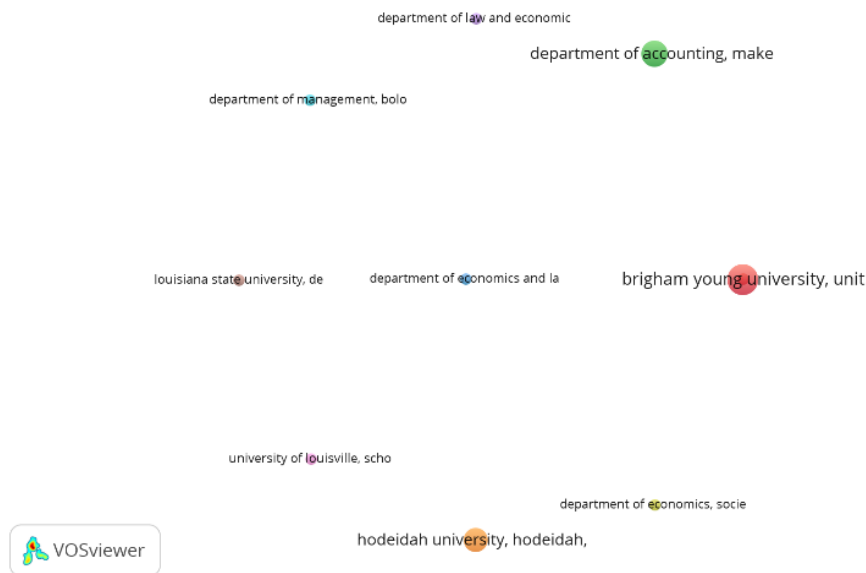 department of law and economic
department of accounting, make
department of management, bolo
louisiana state university, de
department of economics and la
brigham young university, unit
university of louisville, scho
department of economics, socie
hodeidah university, hodeidah,
VOSviewer